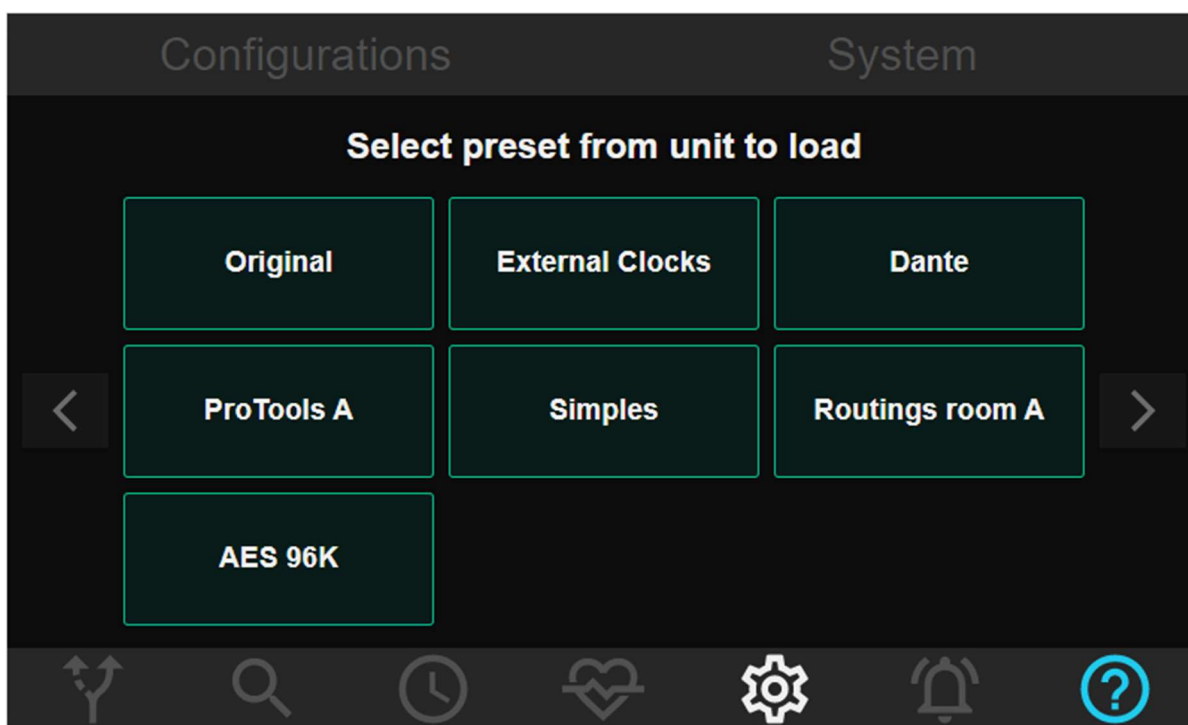 Configurations System
Select preset from unit to load
Original External Clocks Dante
ProTools A Simples Routings room A
AES 96K